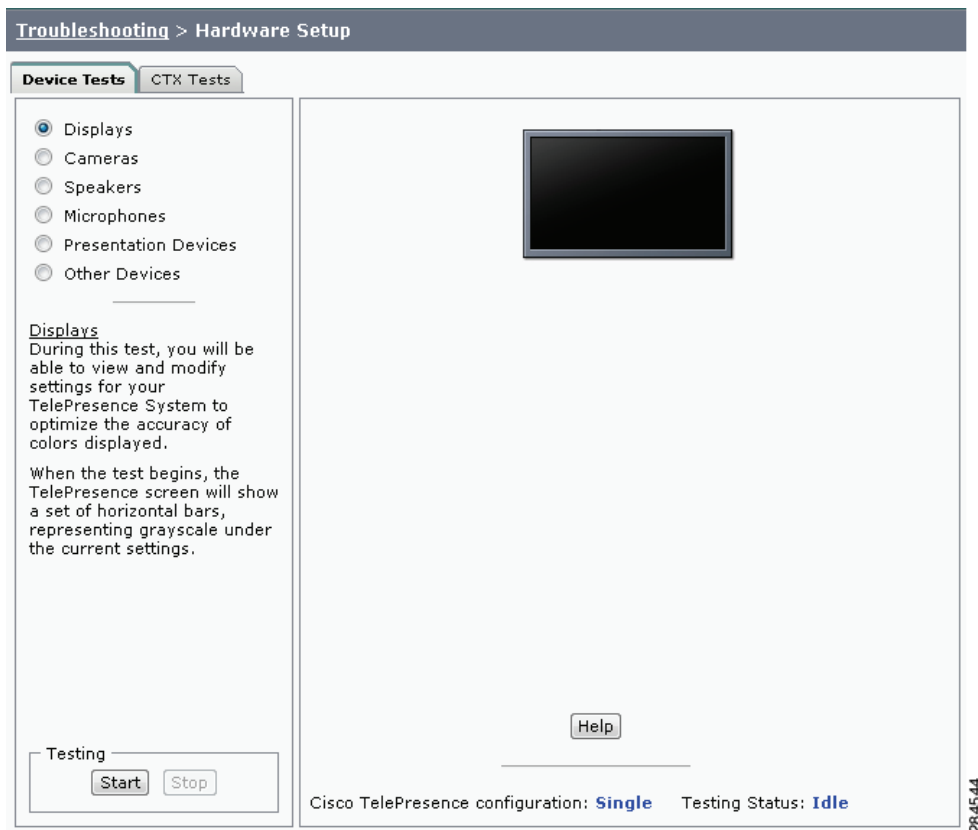 Troubleshooting > Hardware Setup
Device Tests
CTX Tests
Displays
Cameras
Speakers
Microphones
Presentation Devices
Other Devices
Displays
During this test, you will be
able to view and modify
settings for your
TelePresence System to
optimize the accuracy of
colors displayed.
When the test begins, the
TelePresence screen will show
a set of horizontal bars,
representing grayscale under
the current settings.
Testing
Start
Stop
Help
Cisco TelePresence configuration: Single
Testing Status: Idle
284544